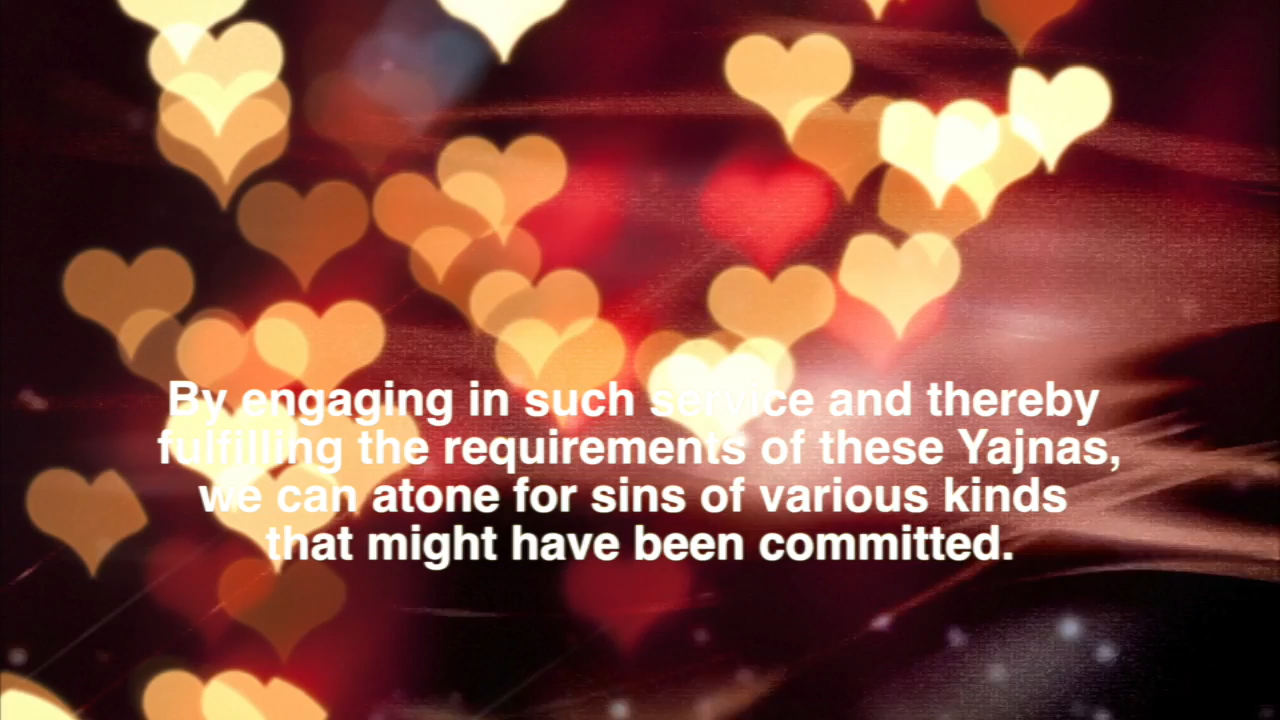 By engaging in such service and thereby
fulfilling the requirements of these Yajnas,
we can atone for sins of various kinds
that might have been committed.